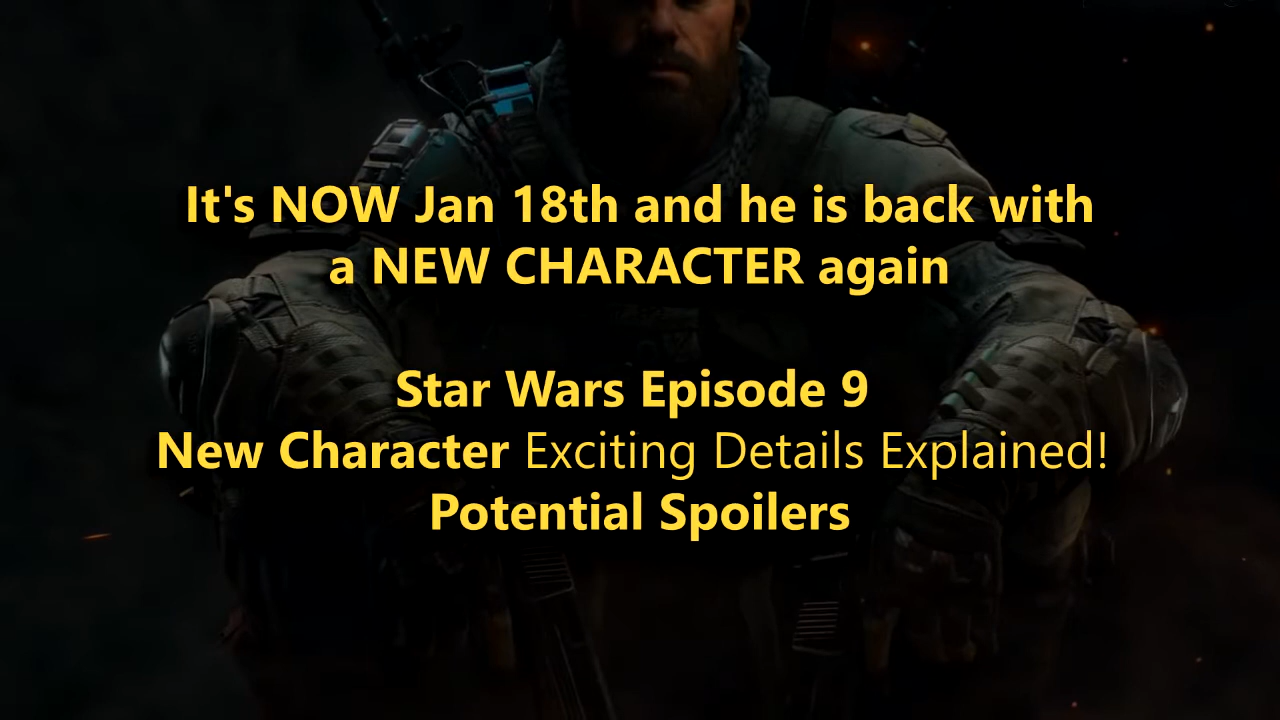 It's NOW Jan 18th and he is back with
a NEW CHARACTER again
Star Wars Episode 9
New Character Exciting Details Explained!
Potential Spoilers